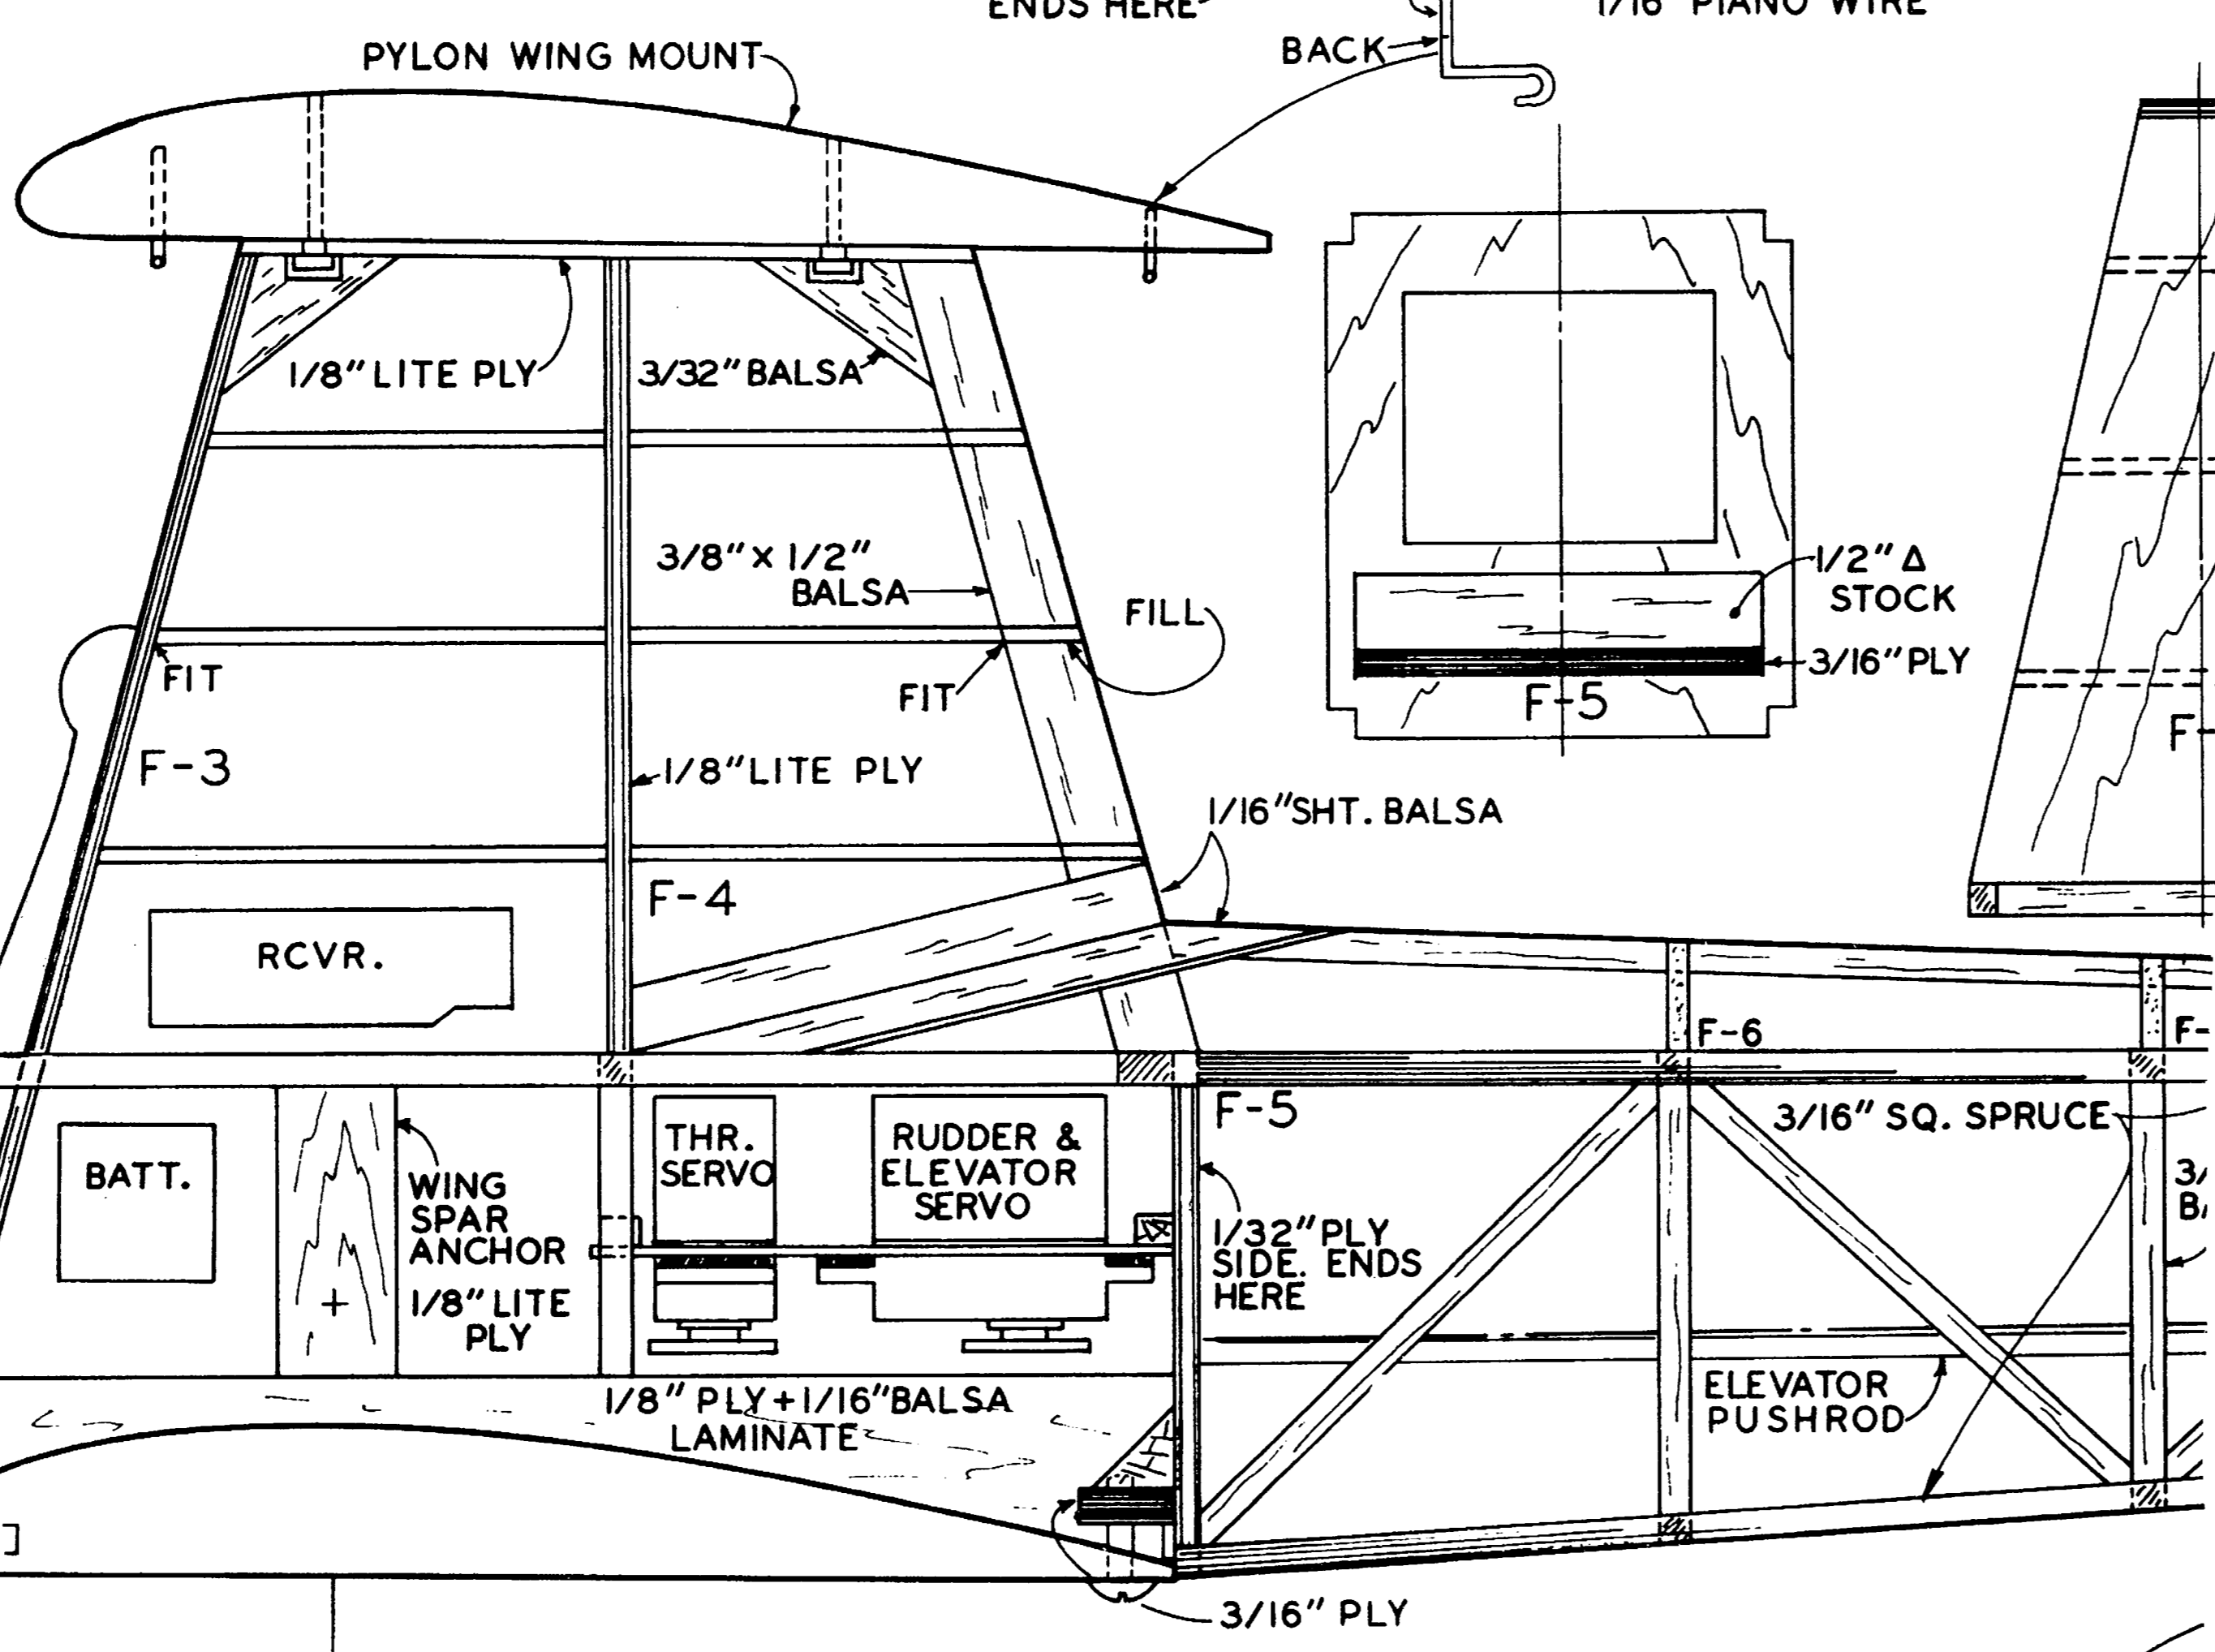 ENDS HERE
1/16" PIANO WIRE
PYLON WING MOUNT
BACK
1/8" LITE PLY
3/32" BALSA
3/8" X 1/2"
BALSA
FILL
FIT
FIT
1/2" Δ
STOCK
3/16" PLY
F-5
F-3
1/8" LITE PLY
F-
1/16" SHT. BALSA
F-4
RCVR.
F-6
F-
F-5
3/16" SQ. SPRUCE
BATT.
THR.
SERVO
RUDDER &
ELEVATOR
SERVO
WING
SPAR
ANCHOR
1/8" LITE
PLY
1/32" PLY
SIDE. ENDS
HERE
3/
B
ELEVATOR
PUSHROD
1/8" PLY + 1/16" BALSA
LAMINATE
3/16" PLY